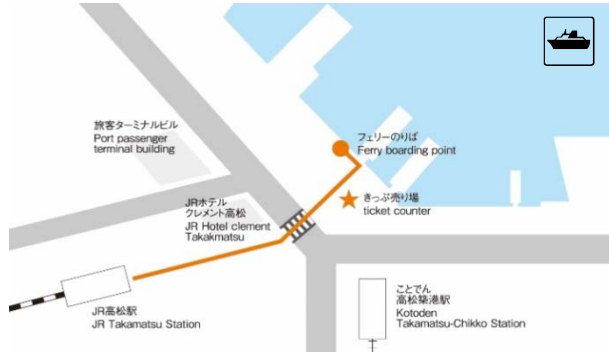 旅客ターミナルビル
Port passenger
terminal building
フェリーのりば
Ferry boarding point
きっぷ売り場
ticket counter
JRホテル
クレメント高松
JR Hotel clement
Takakmatsu
JR高松駅
JR Takamatsu Station
ことでん
高松築港駅
Kotoden
Takamatsu-Chikko Station